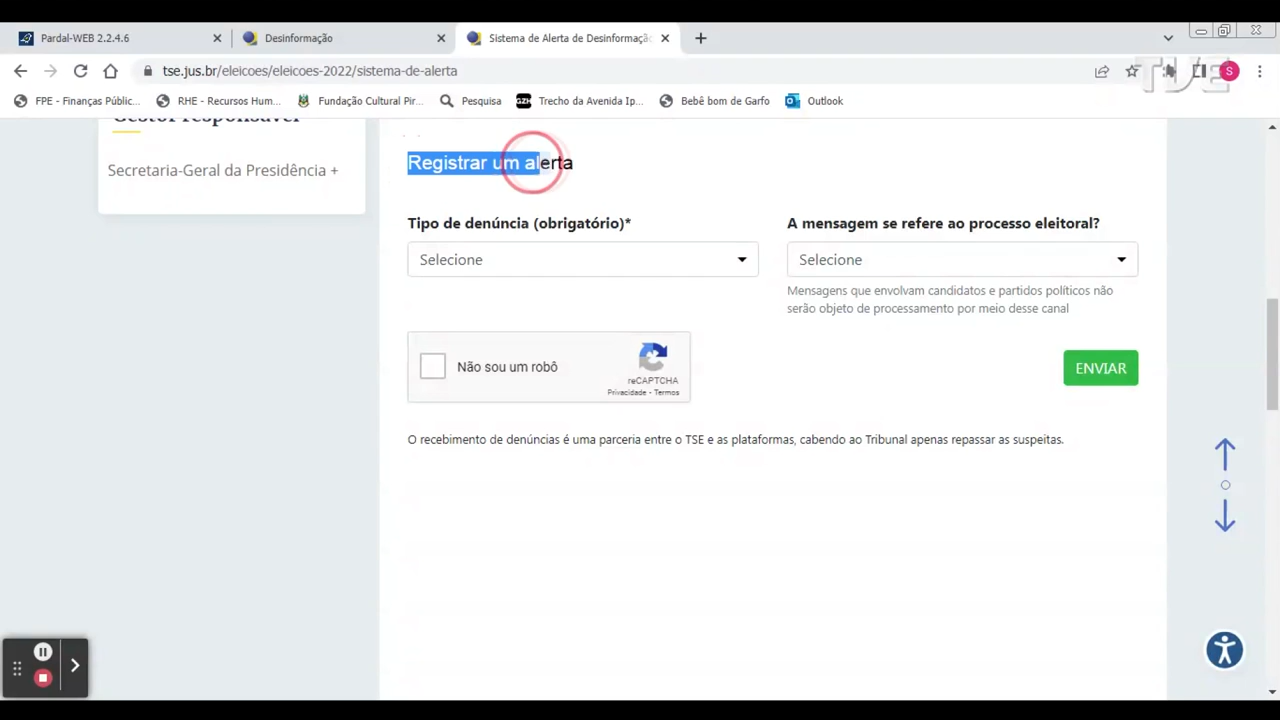 Pardal-WEB 2.2.4.6
Desinformação
Sistema de Alerta de Desinformaçã
tse.jus.br/eleicoes/eleicoes-2022/sistema-de-alerta
S
TVE
FPE - Finanças Públic...
RHE - Recursos Hum...
Fundação Cultural Pir...
Pesquisa
GZH
Trecho da Avenida Ip...
Bebê bom de Garfo
Outlook
Gestor responsável
Secretaria-Geral da Presidência +
Registrar um alerta
Tipo de denúncia (obrigatório)*
A mensagem se refere ao processo eleitoral?
Selecione
Selecione
Mensagens que envolvam candidatos e partidos políticos não
serão objeto de processamento por meio desse canal
Não sou um robô
reCAPTCHA
Privacidade - Termos
ENVIAR
O recebimento de denúncias é uma parceria entre o TSE e as plataformas, cabendo ao Tribunal apenas repassar as suspeitas.